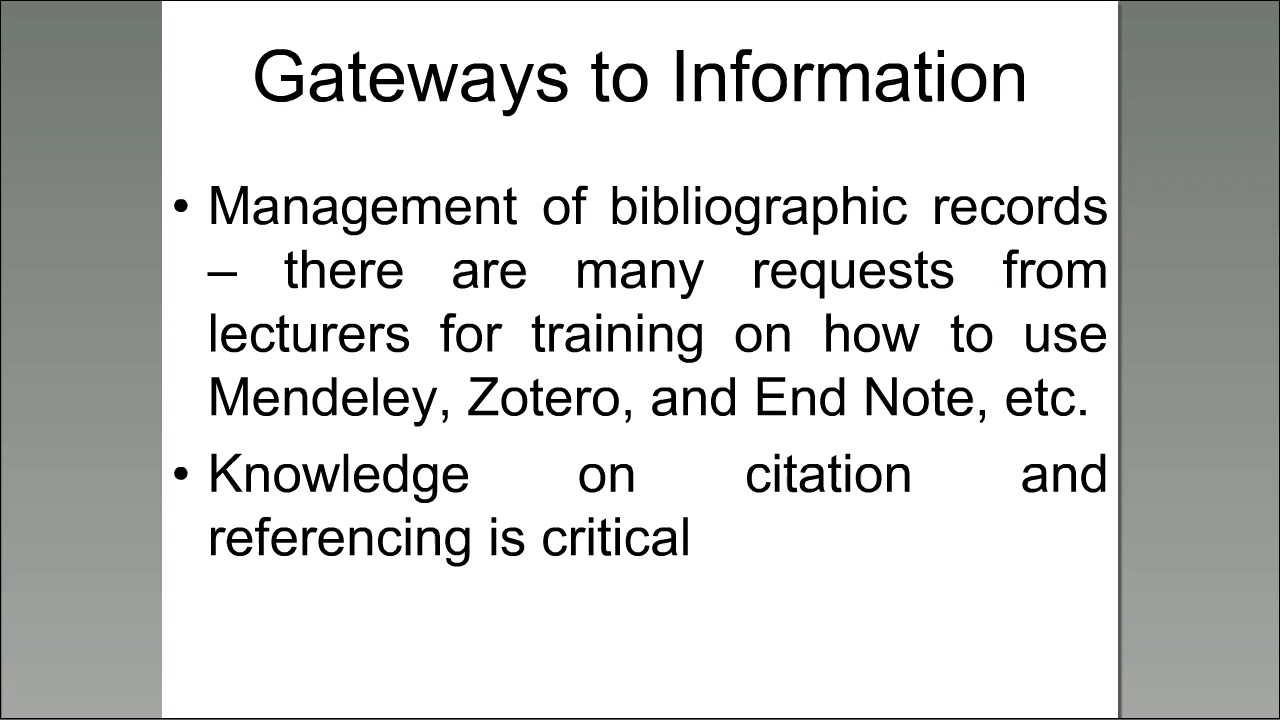 Gateways to Information
• Management of bibliographic records
– there are many requests from
lecturers for training on how to use
Mendeley, Zotero, and End Note, etc.
• Knowledge on citation and
referencing is critical